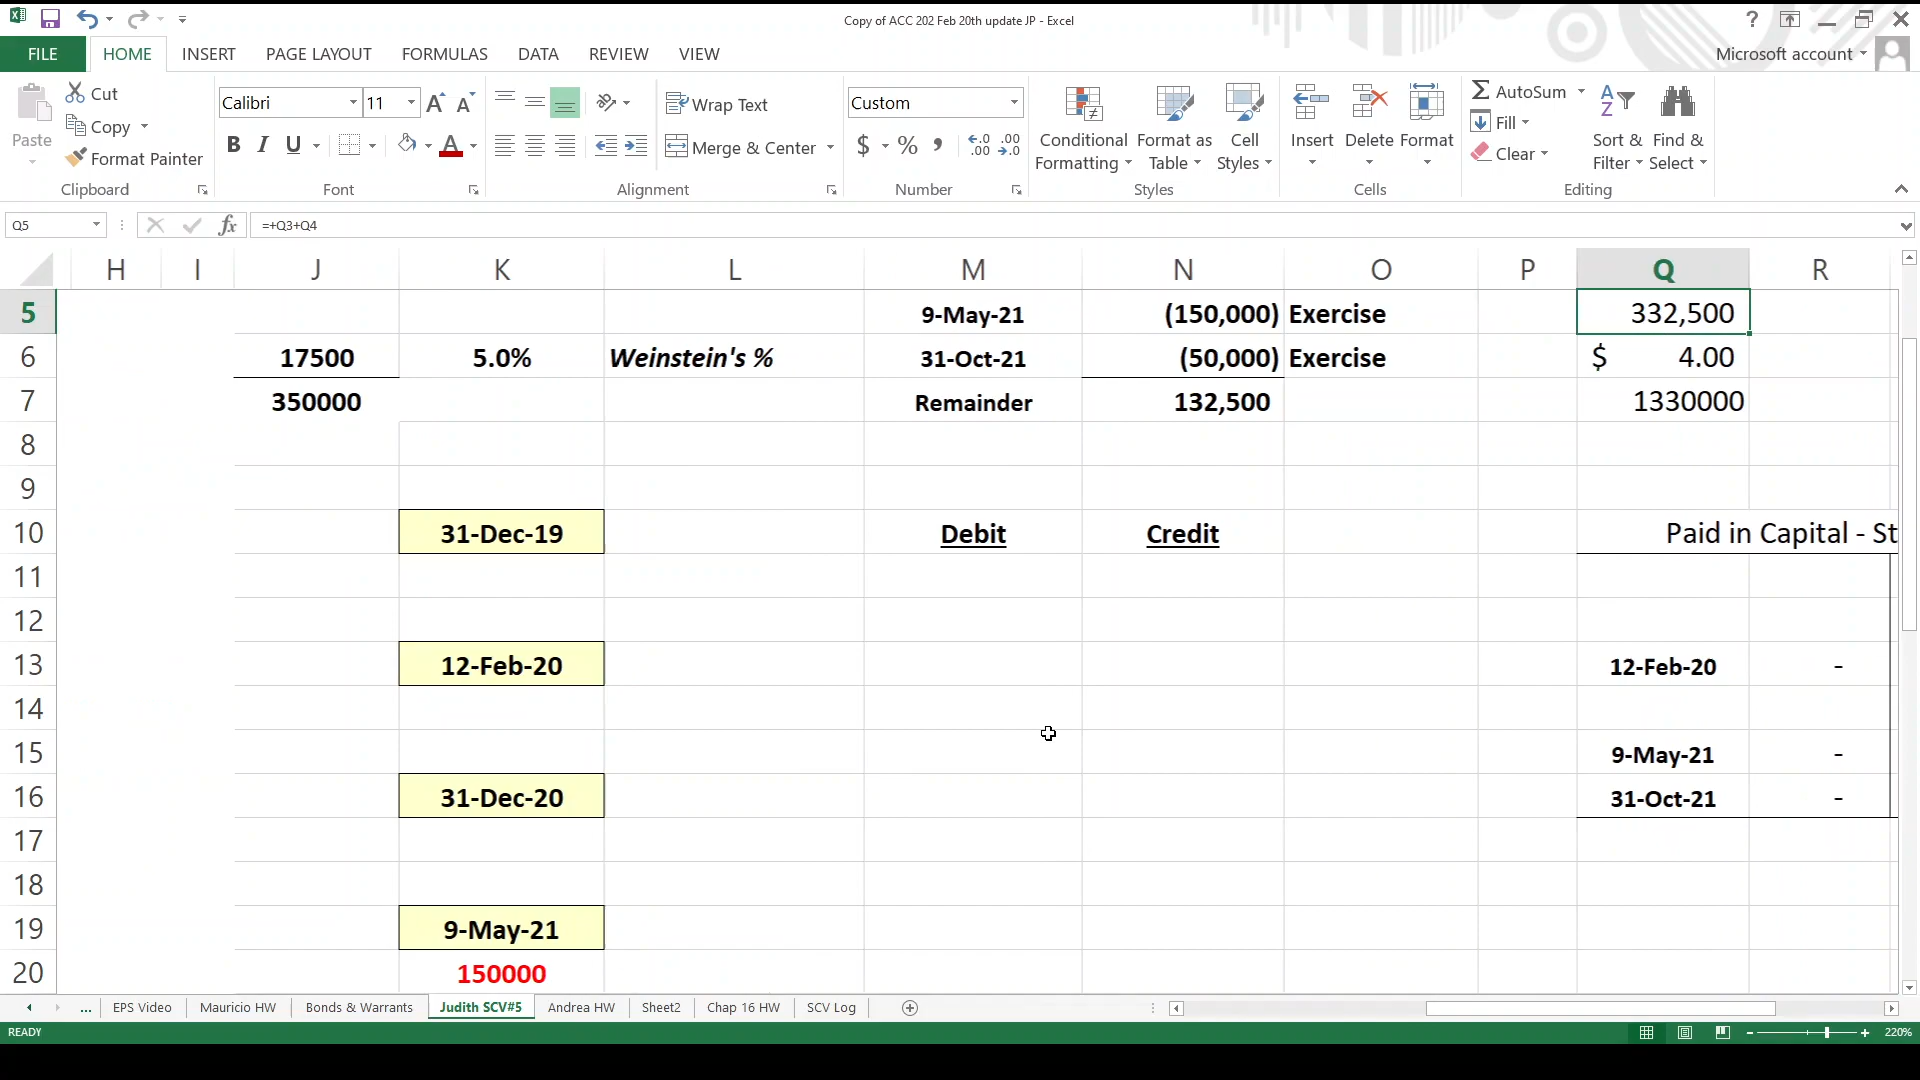 Copy of ACC 202 Feb 20th update JP - Excel
?
FILE HOME INSERT PAGE LAYOUT FORMULAS DATA REVIEW VIEW Microsoft account
Paste
Cut
Copy
Format Painter
Clipboard
Calibri 11 A A
B I U A
Font
Wrap Text
Merge & Center
Alignment
Custom
$ % , .0 .00 .00 .0
Number
Conditional Formatting
Format as Table
Cell Styles
Styles
Insert Delete Format
Cells
AutoSum
Fill
Clear
Sort & Filter
Find & Select
Editing
Q5 fx =+Q3+Q4
H I J K L M N O P Q R
5 9-May-21 (150,000) Exercise 332,500
6 17500 5.0% Weinstein's % 31-Oct-21 (50,000) Exercise $ 4.00
7 350000 Remainder 132,500 1330000
8
9
10 31-Dec-19 Debit Credit Paid in Capital - St
11
12
13 12-Feb-20 12-Feb-20 -
14
15 9-May-21 -
16 31-Dec-20 31-Oct-21 -
17
18
19 9-May-21
20 150000
... EPS Video Mauricio HW Bonds & Warrants Judith SCV#5 Andrea HW Sheet2 Chap 16 HW SCV Log
READY 220%